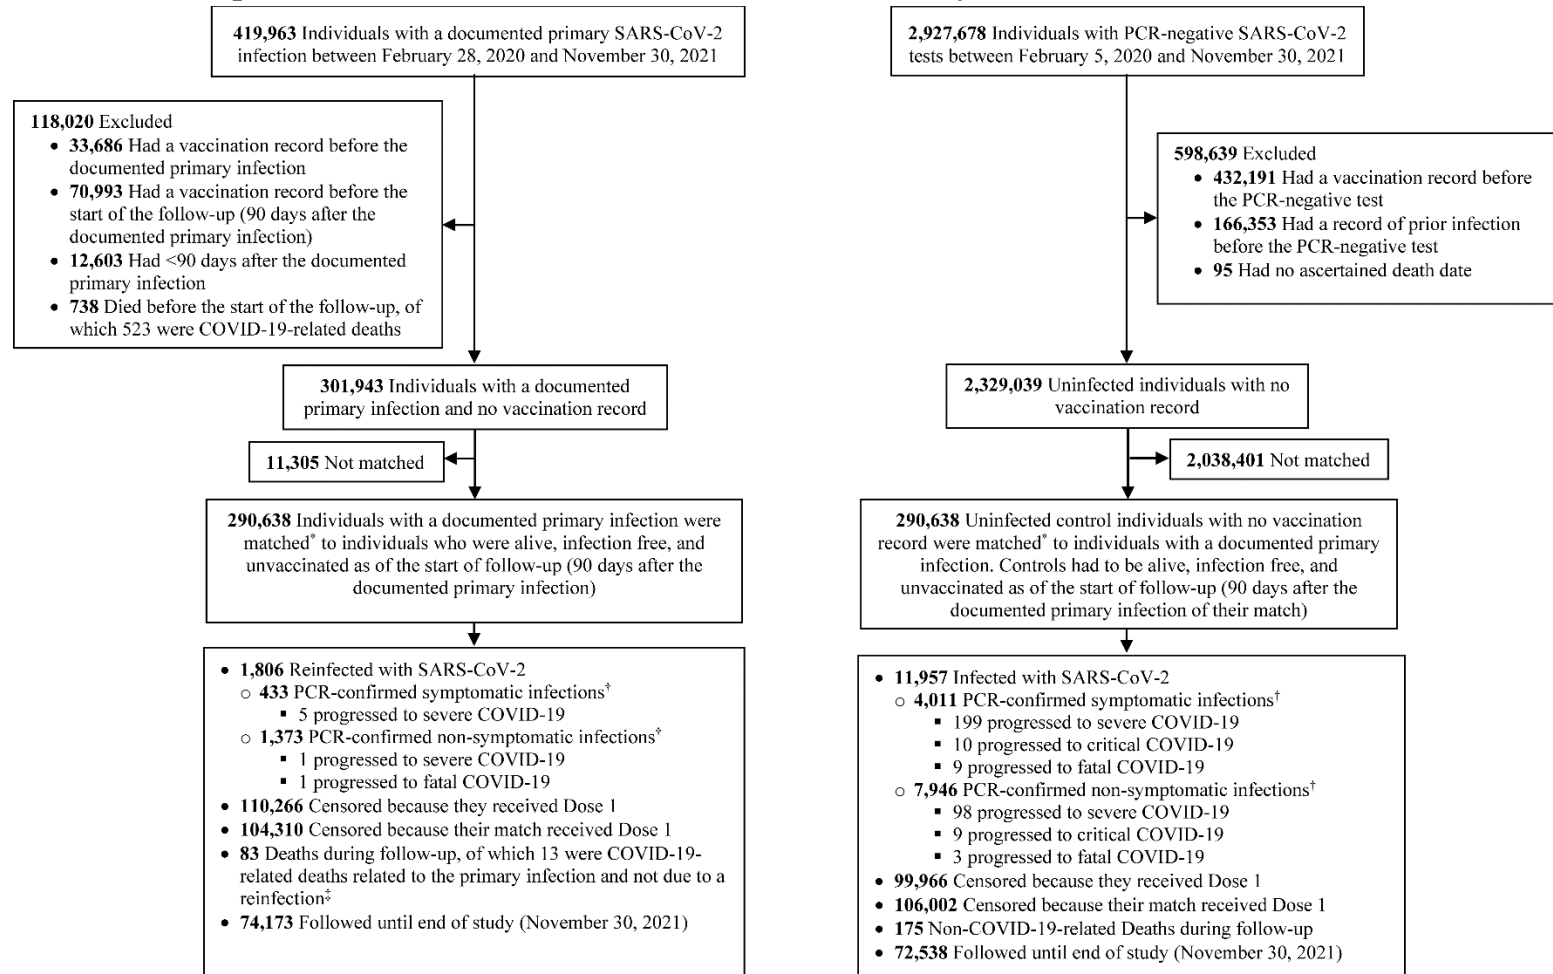 419,963 Individuals with a documented primary SARS-CoV-2
infection between February 28, 2020 and November 30, 2021
118,020 Excluded
• 33,686 Had a vaccination record before the
documented primary infection
• 70,993 Had a vaccination record before the
start of the follow-up (90 days after the
documented primary infection)
• 12,603 Had <90 days after the documented
primary infection
• 738 Died before the start of the follow-up, of
which 523 were COVID-19-related deaths
301,943 Individuals with a documented
primary infection and no vaccination record
11,305 Not matched
290,638 Individuals with a documented primary infection were
matched* to individuals who were alive, infection free, and
unvaccinated as of the start of follow-up (90 days after the
documented primary infection)
• 1,806 Reinfected with SARS-CoV-2
○ 433 PCR-confirmed symptomatic infections†
▪ 5 progressed to severe COVID-19
○ 1,373 PCR-confirmed non-symptomatic infections†
▪ 1 progressed to severe COVID-19
▪ 1 progressed to fatal COVID-19
• 110,266 Censored because they received Dose 1
• 104,310 Censored because their match received Dose 1
• 83 Deaths during follow-up, of which 13 were COVID-19-
related deaths related to the primary infection and not due to a
reinfection‡
• 74,173 Followed until end of study (November 30, 2021)
2,927,678 Individuals with PCR-negative SARS-CoV-2
tests between February 5, 2020 and November 30, 2021
598,639 Excluded
• 432,191 Had a vaccination record before
the PCR-negative test
• 166,353 Had a record of prior infection
before the PCR-negative test
• 95 Had no ascertained death date
2,329,039 Uninfected individuals with no
vaccination record
2,038,401 Not matched
290,638 Uninfected control individuals with no vaccination
record were matched* to individuals with a documented primary
infection. Controls had to be alive, infection free, and
unvaccinated as of the start of follow-up (90 days after the
documented primary infection of their match)
• 11,957 Infected with SARS-CoV-2
○ 4,011 PCR-confirmed symptomatic infections†
▪ 199 progressed to severe COVID-19
▪ 10 progressed to critical COVID-19
▪ 9 progressed to fatal COVID-19
○ 7,946 PCR-confirmed non-symptomatic infections†
▪ 98 progressed to severe COVID-19
▪ 9 progressed to critical COVID-19
▪ 3 progressed to fatal COVID-19
• 99,966 Censored because they received Dose 1
• 106,002 Censored because their match received Dose 1
• 175 Non-COVID-19-related Deaths during follow-up
• 72,538 Followed until end of study (November 30, 2021)